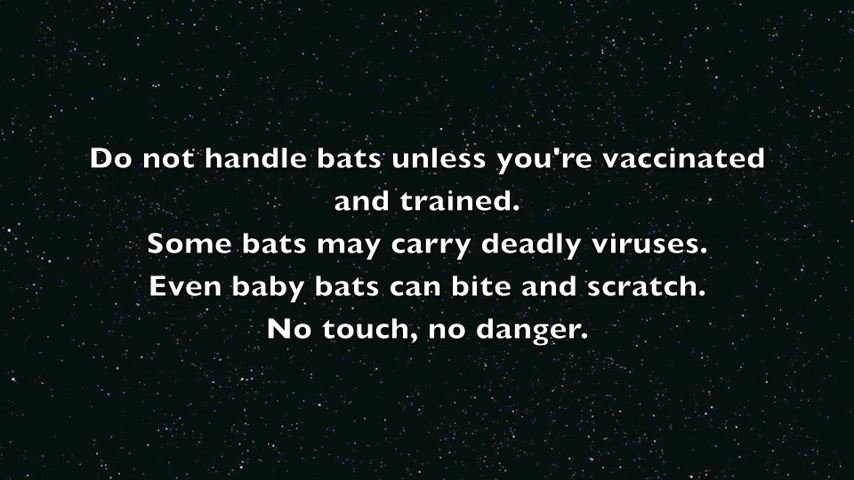 Do not handle bats unless you're vaccinated
and trained.
Some bats may carry deadly viruses.
Even baby bats can bite and scratch.
No touch, no danger.